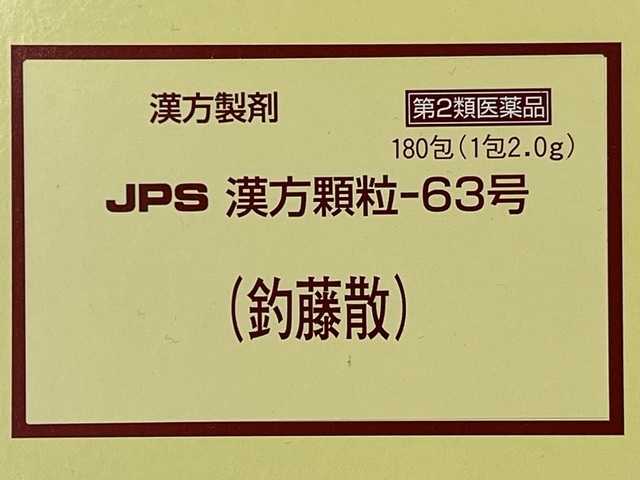 漢方製剤
第2類医薬品
180包(1包2.0g)
JPS 漢方顆粒-63号
(釣藤散)